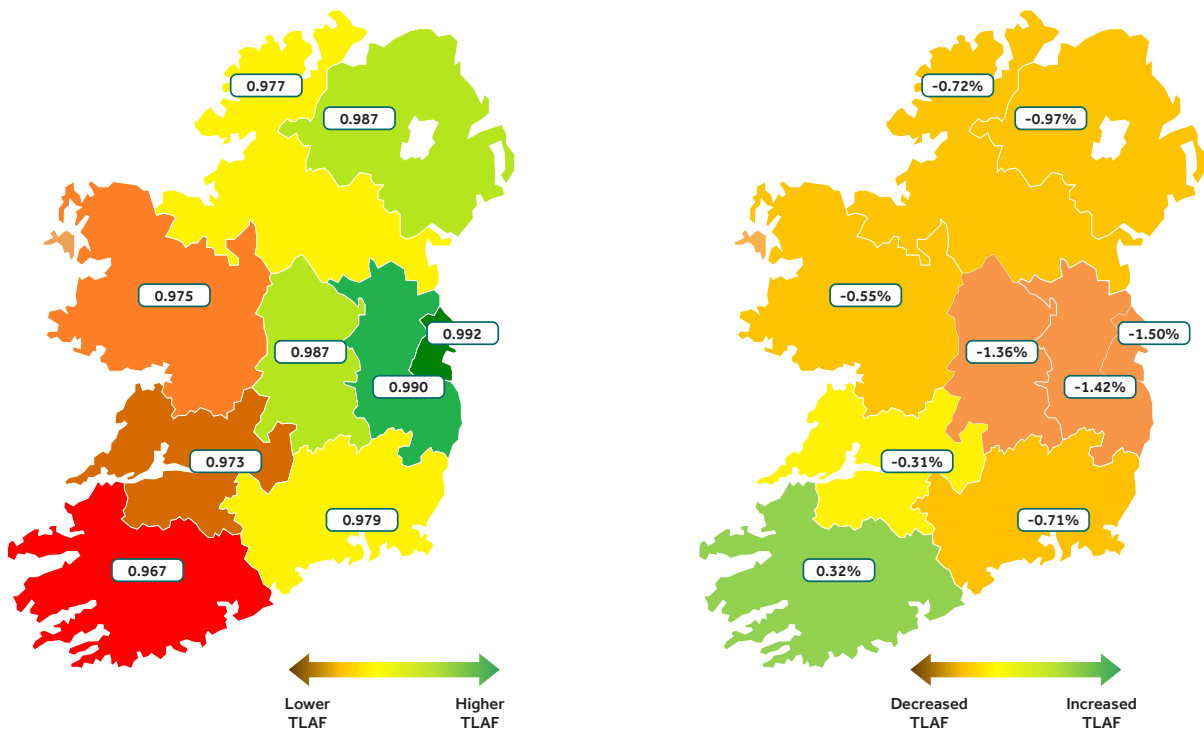 0.977
0.987
0.975
0.992
0.987
0.990
0.973
0.979
0.967
Lower
TLAF
Higher
TLAF
-0.72%
-0.97%
-0.55%
-1.50%
-1.36%
-1.42%
-0.31%
-0.71%
0.32%
Decreased
TLAF
Increased
TLAF